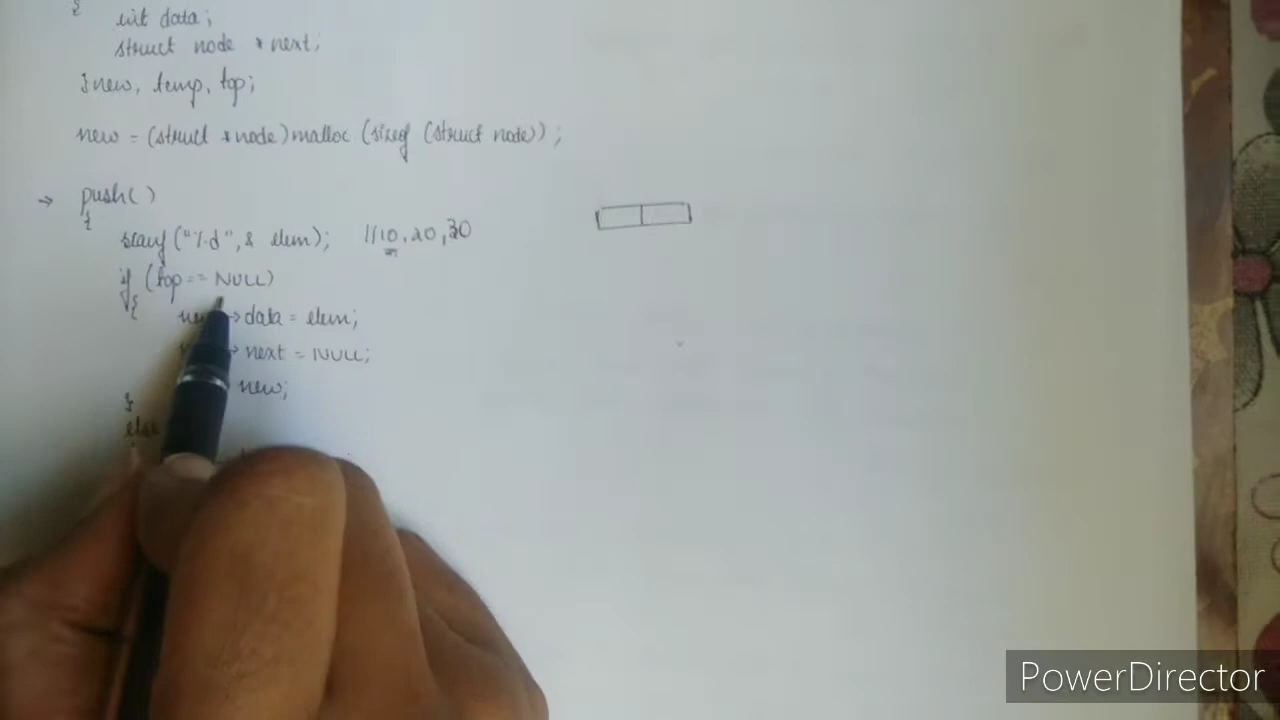 {
int data;
struct node *next;
}new, temp, top;
new = (struct *node)malloc (sizeof (struct node));
→ push()
{
scanf("%d", & elem); //10,20,30
if (top == NULL)
{
→ data = elem;
→ next = NULL;
new;
}
else
PowerDirector